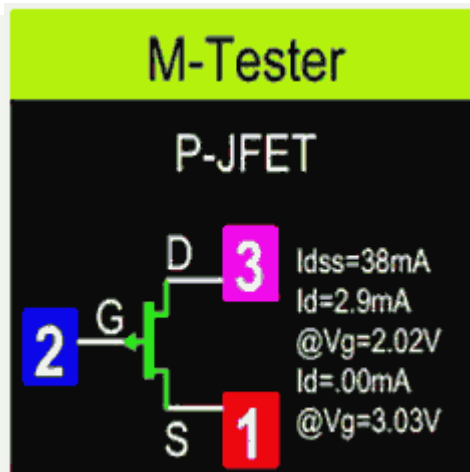 M-Tester
P-JFET
D
3
Idss=38mA
Id=2.9mA
2
G
@Vg=2.02V
Id=.00mA
S
1
@Vg=3.03V